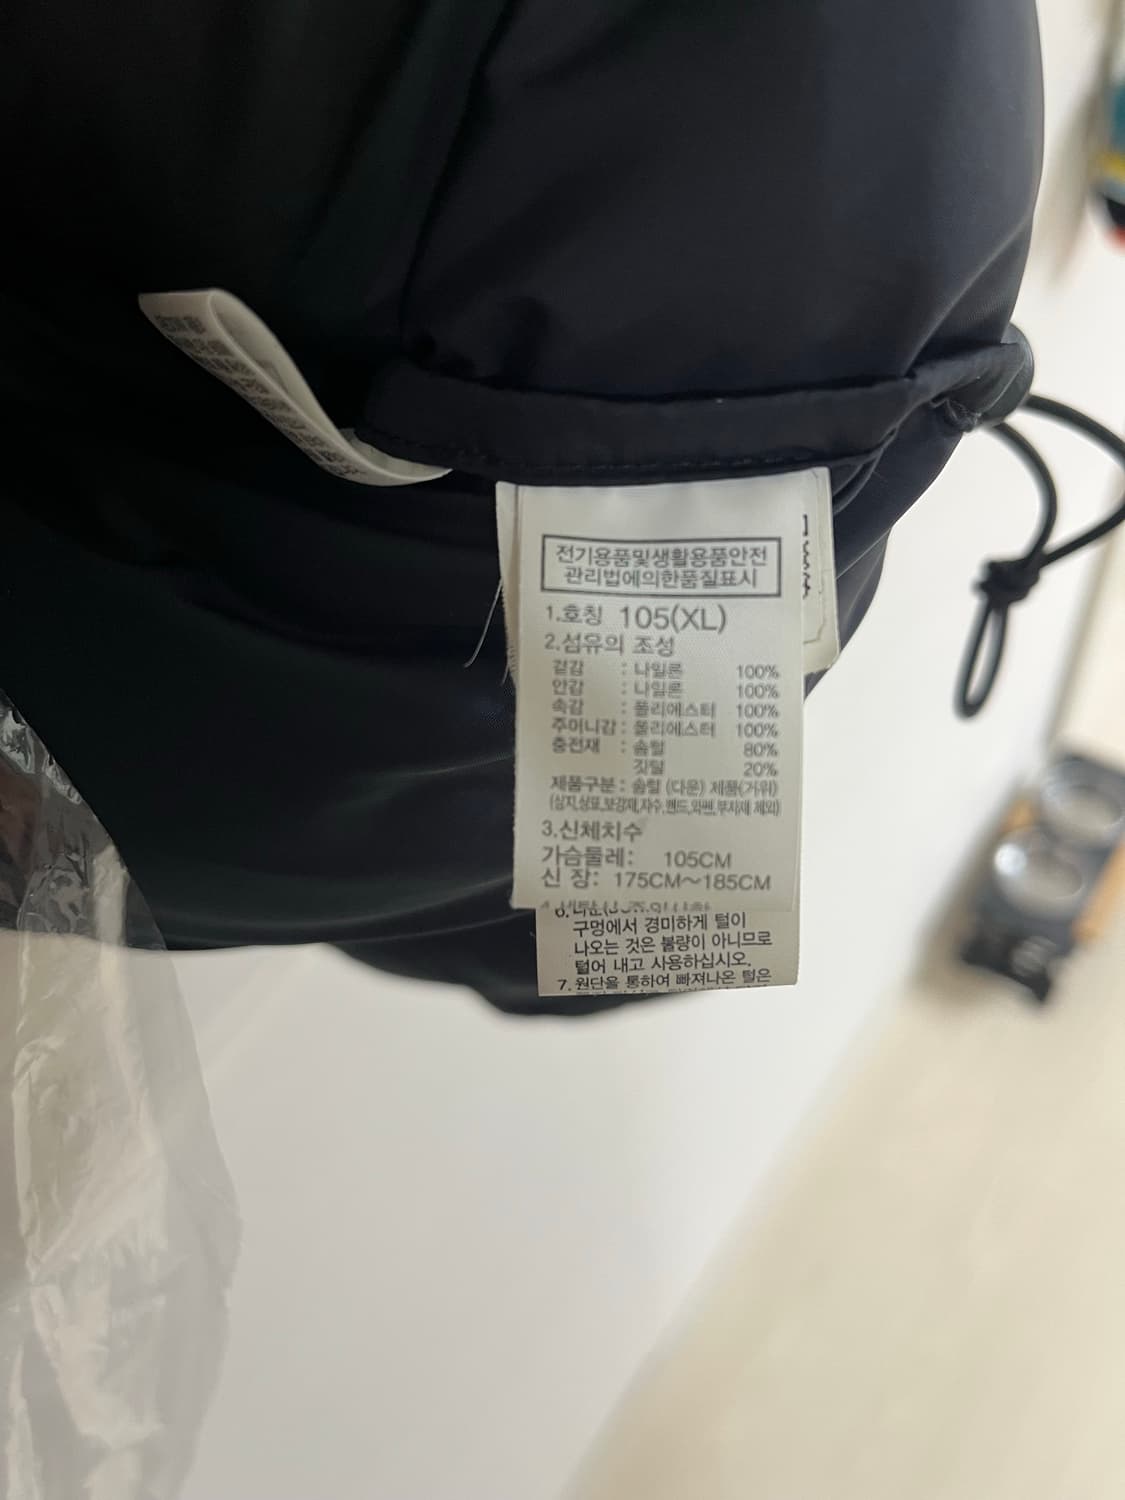 전기용품및생활용품안전
관리법에의한품질표시
1.호칭 105(XL)
2.섬유의 조성
겉감 : 나일론 100%
안감 : 나일론 100%
속감 : 폴리에스터 100%
주머니감 : 폴리에스터 100%
충전재 : 솜털 80%
깃털 20%
제품구분 : 솜털 (다운) 제품(거위)
(심지,상표,보강재,자수,밴드,와펜,부자재 제외)
3.신체치수
가슴둘레: 105CM
신 장: 175CM~185CM
구멍에서 경미하게 털이
나오는 것은 불량이 아니므로
털어 내고 사용하십시오.
7. 원단을 통하여 빠져나온 털은